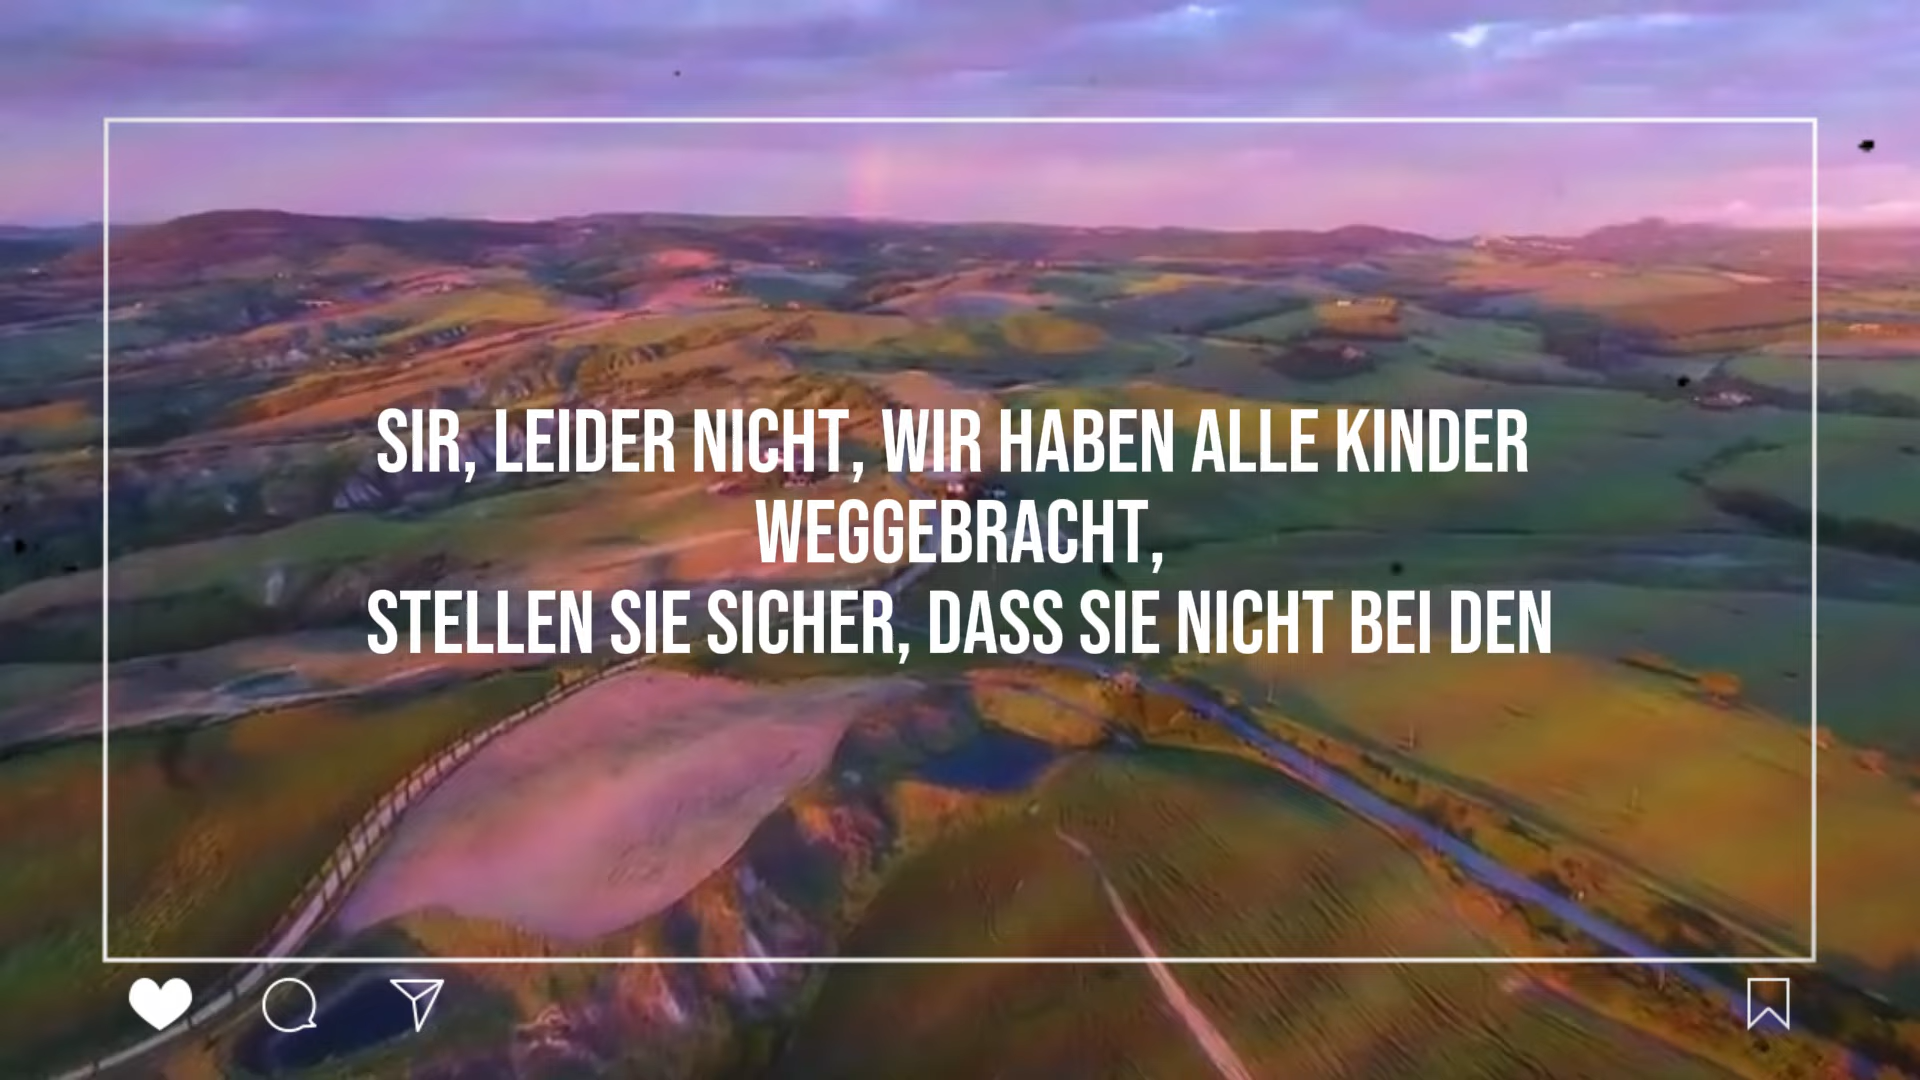 SIR, LEIDER NICHT, WIR HABEN ALLE KINDER
WEGGEBRACHT,
STELLEN SIE SICHER, DASS SIE NICHT BEI DEN